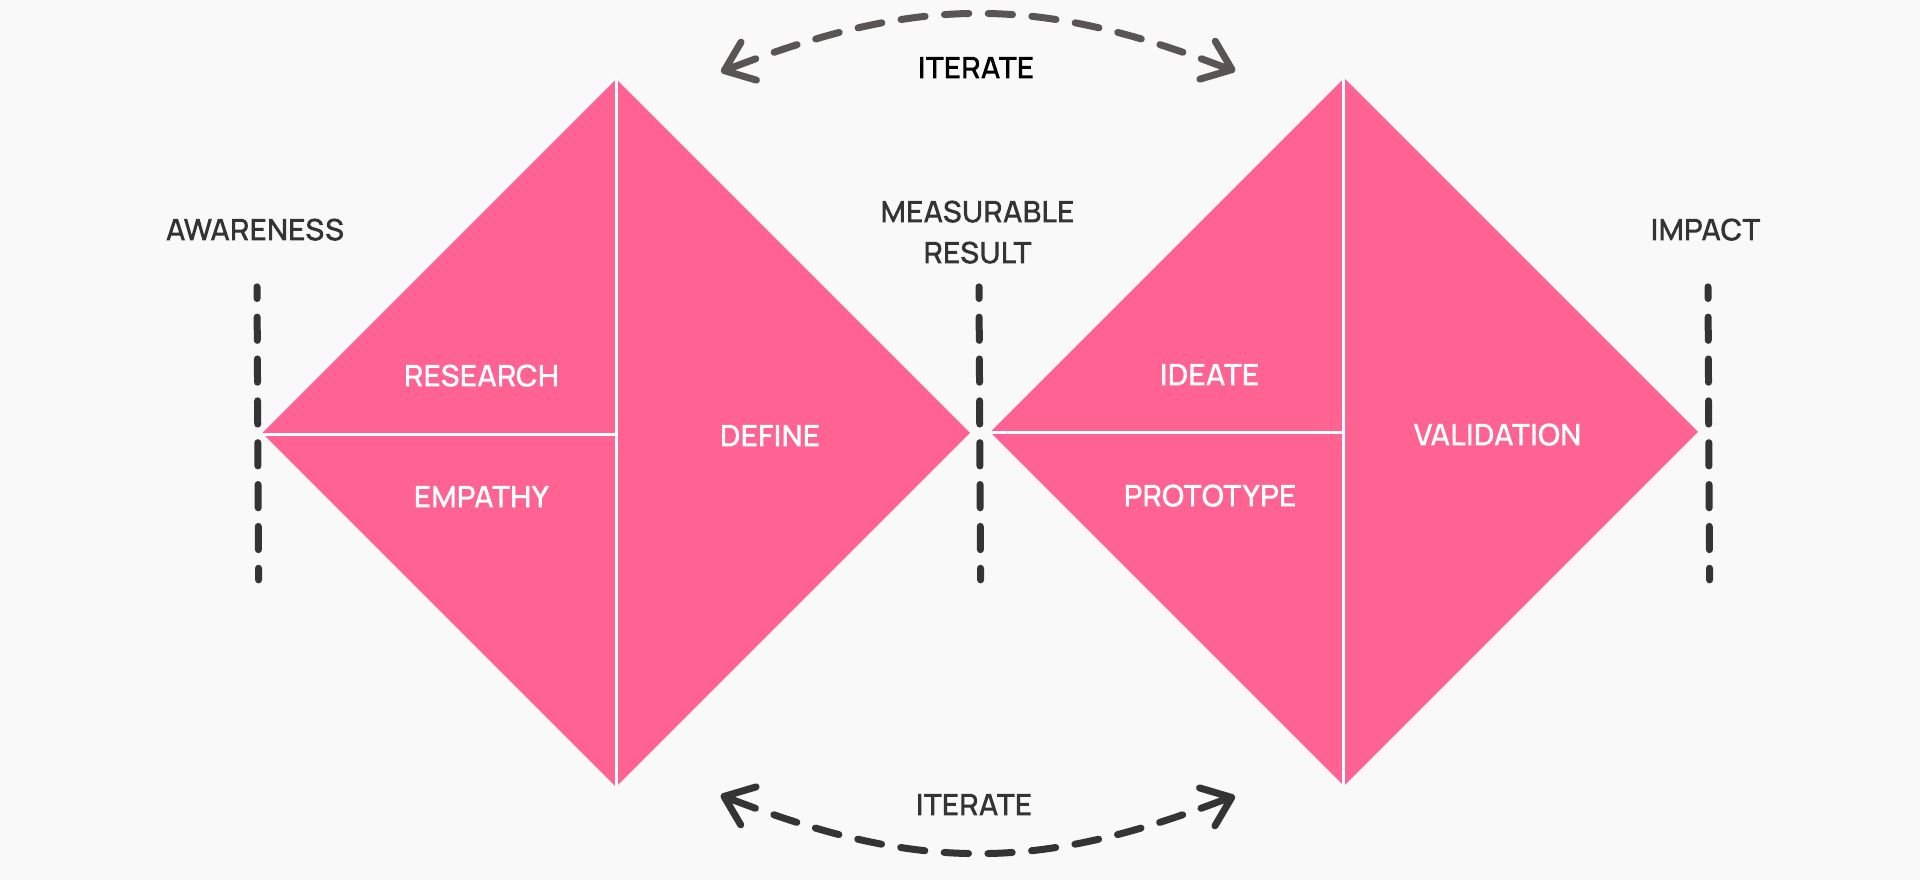 ITERATE
AWARENESS
MEASURABLE
RESULT
IMPACT
RESEARCH
EMPATHY
DEFINE
IDEATE
PROTOTYPE
VALIDATION
ITERATE